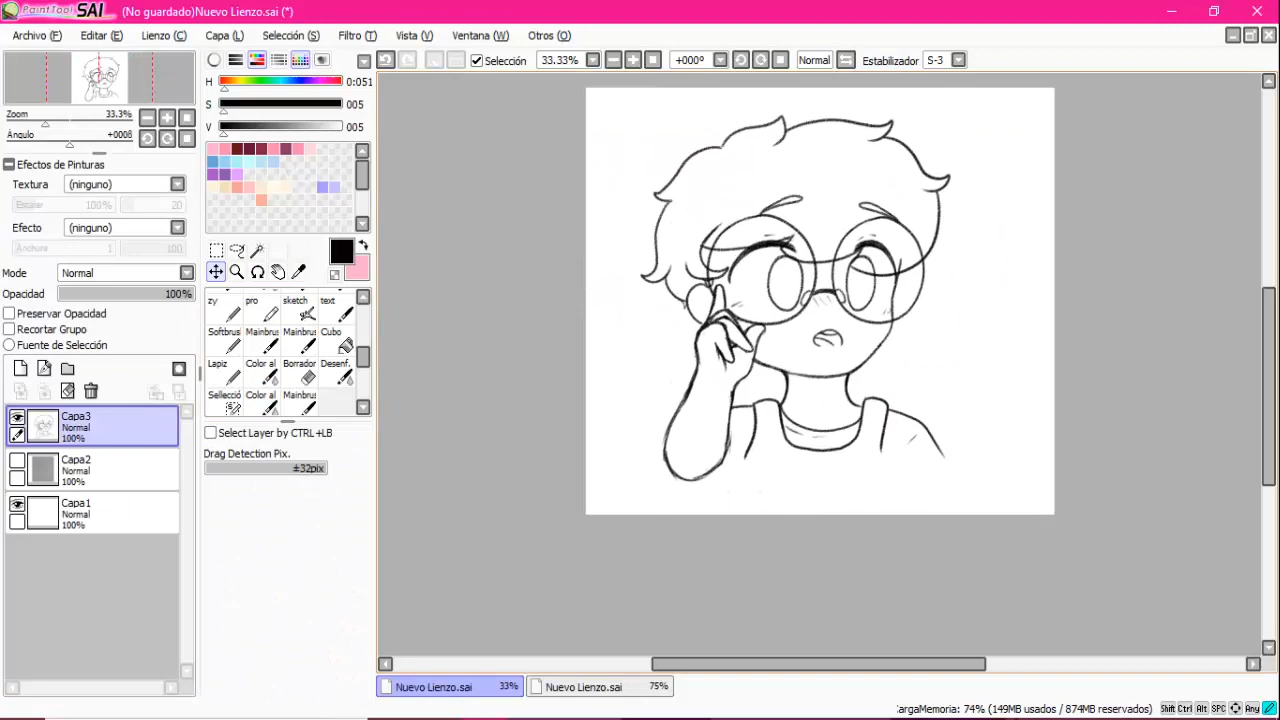 PaintTool SAI (No guardado)Nuevo Lienzo.sai (*)
Archivo (F) Editar (E) Lienzo (C) Capa (L) Selección (S) Filtro (T) Vista (V) Ventana (W) Otros (O)
Selección 33.33% +000° Normal Estabilizador S-3
H 0:051
S 005
V 005
Zoom 33.3%
Ángulo +000ß
Efectos de Pinturas
Textura (ninguno)
100% 20
Efecto (ninguno)
Anchura 1 100
Mode Normal
Opacidad 100%
Preservar Opacidad
Recortar Grupo
Fuente de Selección
zy pro sketch text
Softbrus Mainbrus Mainbrus Cubo
Lapiz Color al Borrador Desenf.
Sellecció Color al Mainbrus
Select Layer by CTRL+LB
Drag Detection Pix.
±32pix
Capa3
Normal
100%
Capa2
Normal
100%
Capa1
Normal
100%
Nuevo Lienzo.sai 33% Nuevo Lienzo.sai 75%
CargaMemoria: 74% (149MB usados / 874MB reservados) Shift Ctrl Alt SPC Any